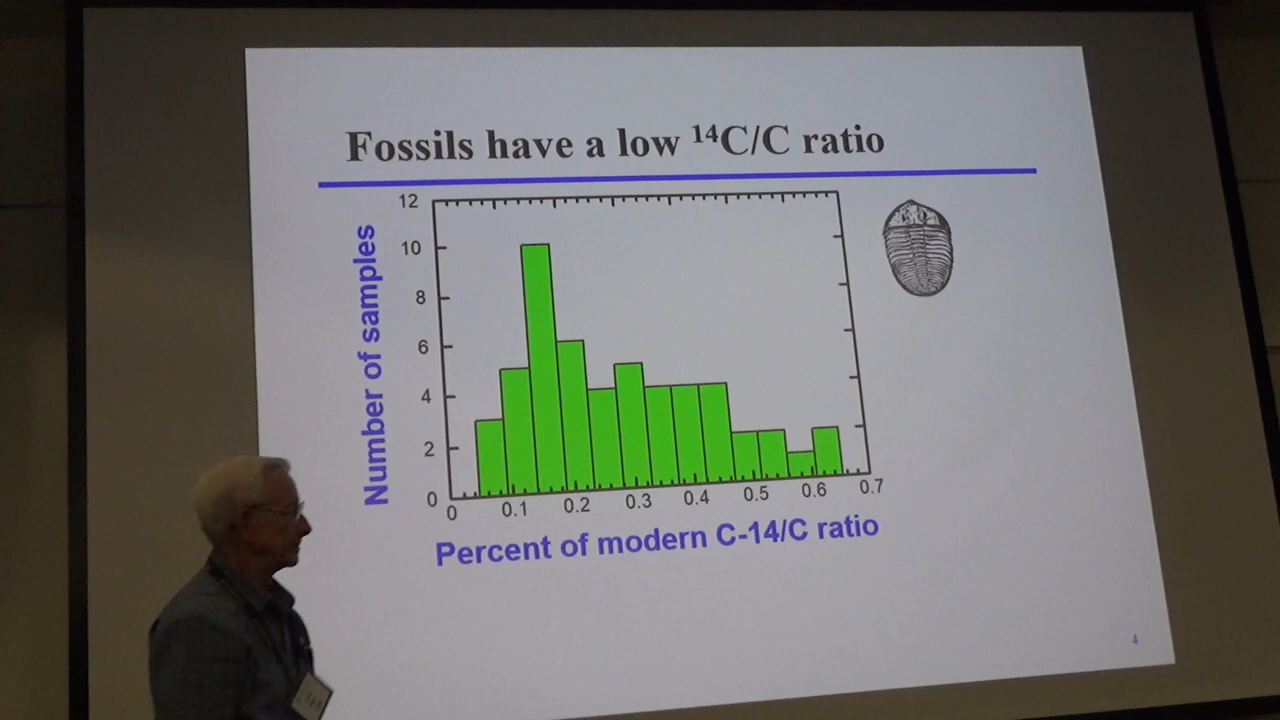 Fossils have a low ¹⁴C/C ratio
Number of samples
12
10
8
6
4
2
0
0 0.1 0.2 0.3 0.4 0.5 0.6 0.7
Percent of modern C-14/C ratio
4